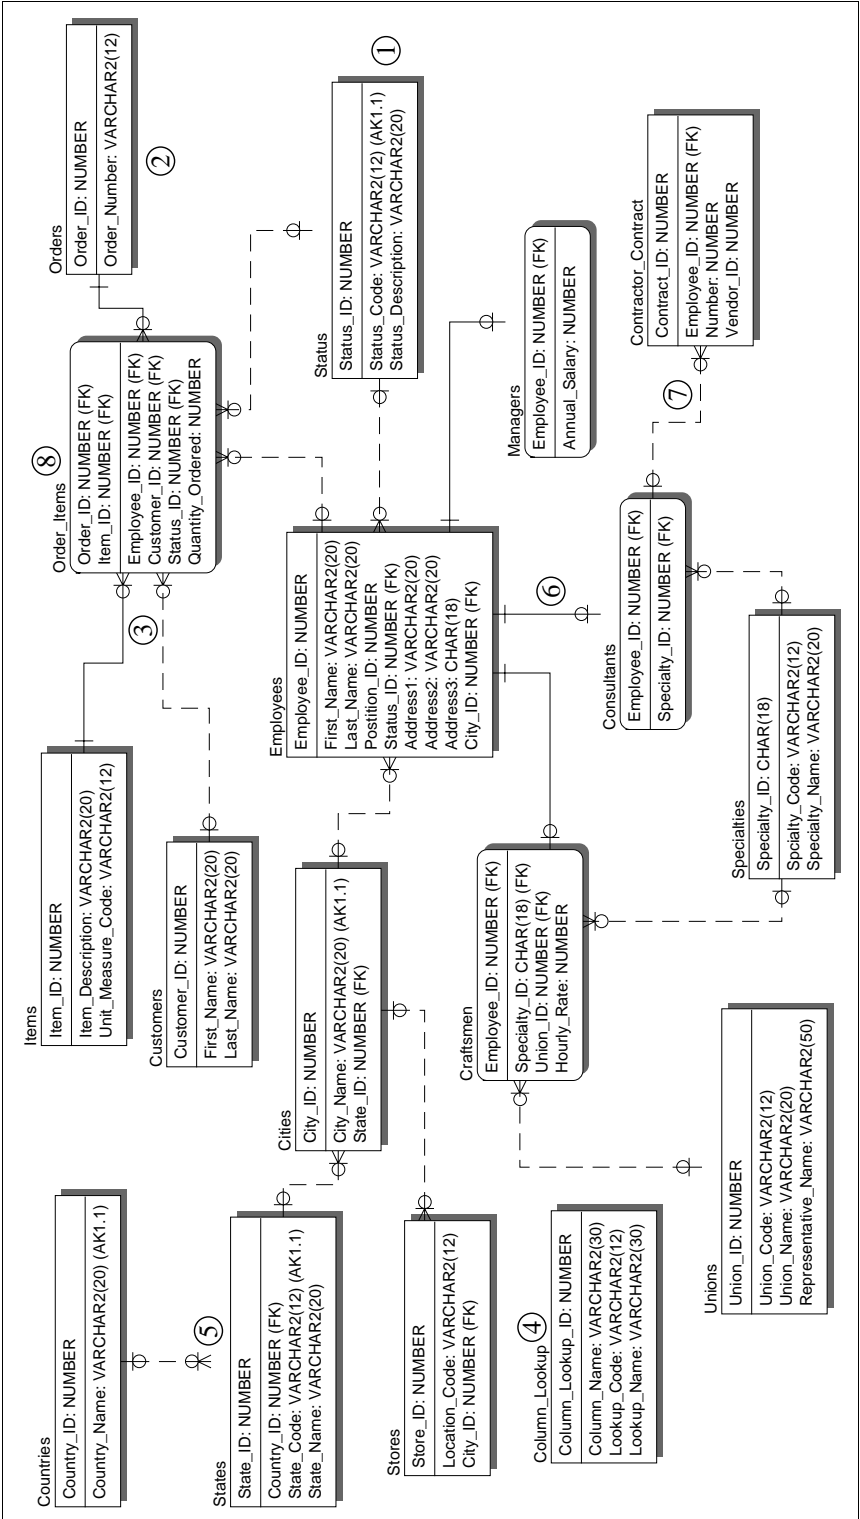 Countries
Country_ID: NUMBER
Country_Name: VARCHAR2(20) (AK1.1)
Items
Item_ID: NUMBER
Item_Description: VARCHAR2(20)
Unit_Measure_Code: VARCHAR2(12)
Order_Items
8
Order_ID: NUMBER (FK)
Item_ID: NUMBER (FK)
Employee_ID: NUMBER (FK)
Customer_ID: NUMBER (FK)
Status_ID: NUMBER (FK)
Quantity_Ordered: NUMBER
Orders
Order_ID: NUMBER
Order_Number: VARCHAR2(12)
2
3
Customers
Customer_ID: NUMBER
First_Name: VARCHAR2(20)
Last_Name: VARCHAR2(20)
5
States
State_ID: NUMBER
Country_ID: NUMBER (FK)
State_Code: VARCHAR2(12) (AK1.1)
State_Name: VARCHAR2(20)
Cities
City_ID: NUMBER
City_Name: VARCHAR2(20) (AK1.1)
State_ID: NUMBER (FK)
Employees
Employee_ID: NUMBER
First_Name: VARCHAR2(20)
Last_Name: VARCHAR2(20)
Postition_ID: NUMBER
Status_ID: NUMBER (FK)
Address1: VARCHAR2(20)
Address2: VARCHAR2(20)
Address3: CHAR(18)
City_ID: NUMBER (FK)
Status
Status_ID: NUMBER
Status_Code: VARCHAR2(12) (AK1.1)
Status_Description: VARCHAR2(20)
1
Stores
Store_ID: NUMBER
Location_Code: VARCHAR2(12)
City_ID: NUMBER (FK)
Craftsmen
Employee_ID: NUMBER (FK)
Specialty_ID: CHAR(18) (FK)
Union_ID: NUMBER (FK)
Hourly_Rate: NUMBER
6
Managers
Employee_ID: NUMBER (FK)
Annual_Salary: NUMBER
Column_Lookup
4
Column_Lookup_ID: NUMBER
Column_Name: VARCHAR2(30)
Lookup_Code: VARCHAR2(12)
Lookup_Name: VARCHAR2(30)
Consultants
Employee_ID: NUMBER (FK)
Specialty_ID: NUMBER (FK)
7
Contractor_Contract
Contract_ID: NUMBER
Employee_ID: NUMBER (FK)
Number: NUMBER
Vendor_ID: NUMBER
Unions
Union_ID: NUMBER
Union_Code: VARCHAR2(12)
Union_Name: VARCHAR2(20)
Representative_Name: VARCHAR2(50)
Specialties
Specialty_ID: CHAR(18)
Spcialty_Code: VARCHAR2(12)
Specialty_Name: VARCHAR2(20)